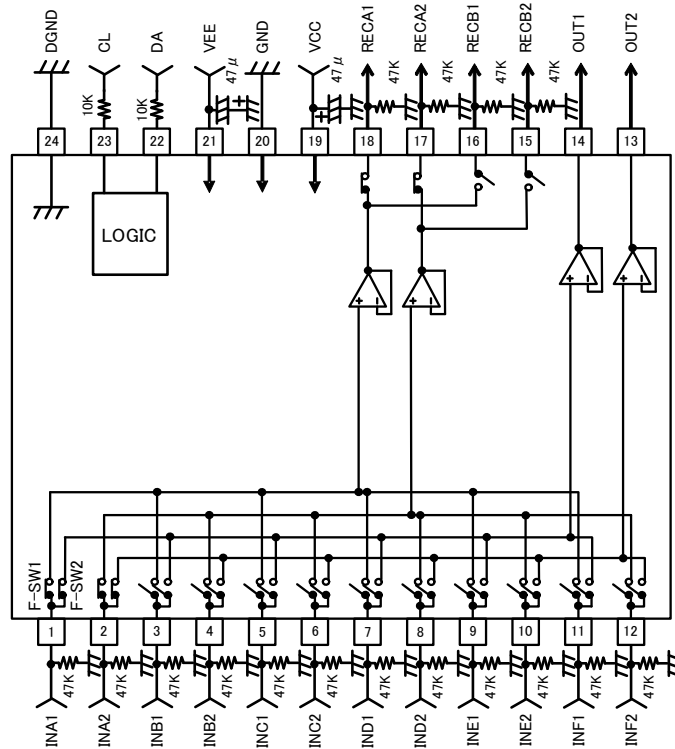 DGND CL DA VEE GND VCC RECA1 RECA2 RECB1 RECB2 OUT1 OUT2
10K 10K 47μ 47μ 47K 47K 47K 47K
24 23 22 21 20 19 18 17 16 15 14 13
+ +
LOGIC
+ - + - + - + -
F-SW1
F-SW2
1 2 3 4 5 6 7 8 9 10 11 12
47K 47K 47K 47K 47K 47K 47K 47K 47K 47K 47K 47K
INA1 INA2 INB1 INB2 INC1 INC2 IND1 IND2 INE1 INE2 INF1 INF2